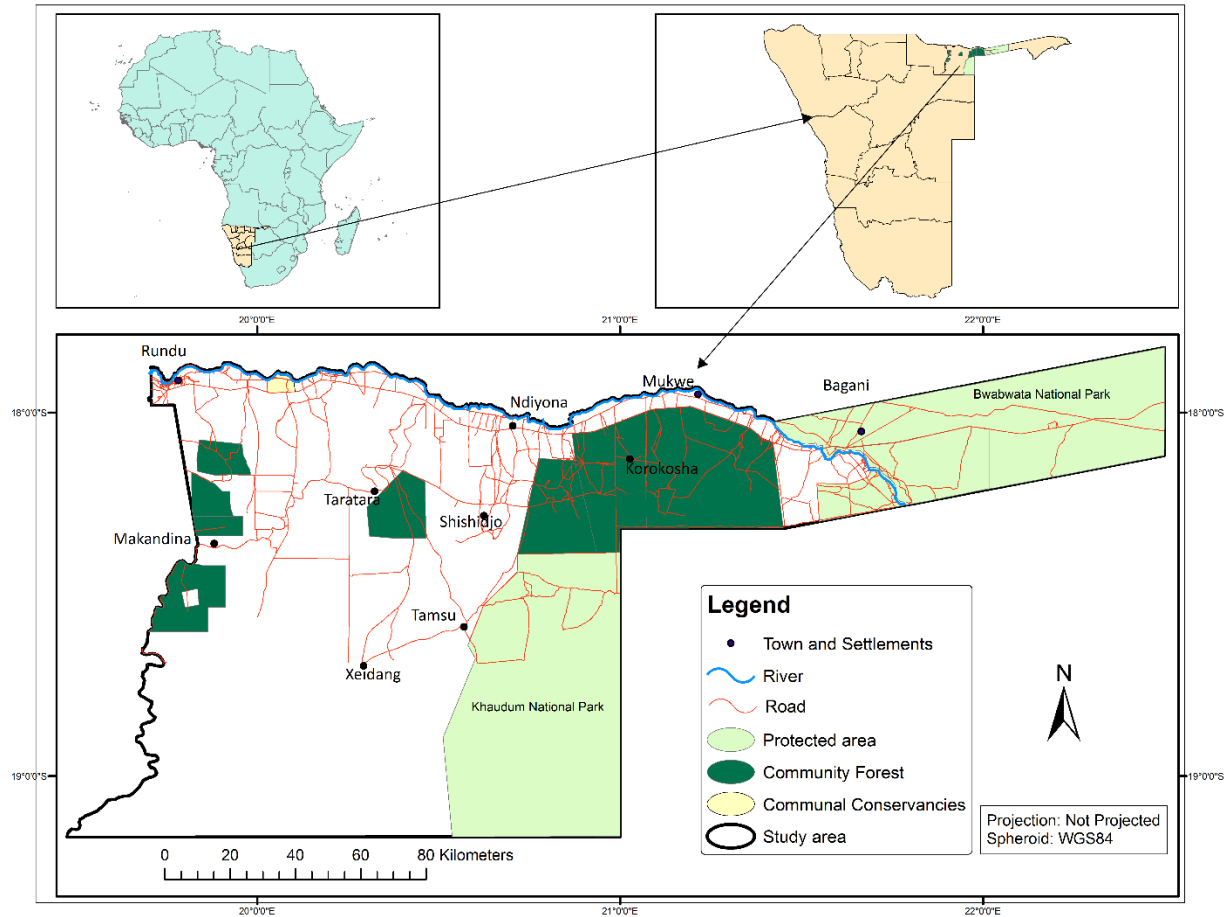 20°0'0"E
21°0'0"E
22°0'0"E
Rundu
Mukwe
Bagani
Bwabwata National Park
Ndiyona
18°0'0"S
18°0'0"S
Korokosha
Taratara
Shishidjo
Makandina
Tamsu
Xeidang
Khaudum National Park
Legend
Town and Settlements
River
Road
Protected area
Community Forest
Communal Conservancies
Study area
N
19°0'0"S
19°0'0"S
Projection: Not Projected
Spheroid: WGS84
0 20 40 60 80 Kilometers
20°0'0"E
21°0'0"E
22°0'0"E